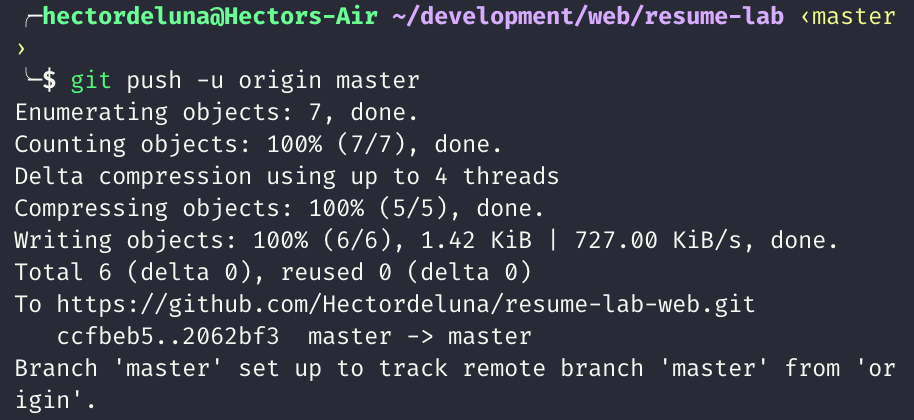 ╭─hectordeluna@Hectors-Air ~/development/web/resume-lab ‹master
›
╰─$ git push -u origin master
Enumerating objects: 7, done.
Counting objects: 100% (7/7), done.
Delta compression using up to 4 threads
Compressing objects: 100% (5/5), done.
Writing objects: 100% (6/6), 1.42 KiB | 727.00 KiB/s, done.
Total 6 (delta 0), reused 0 (delta 0)
To https://github.com/Hectordeluna/resume-lab-web.git
   ccfbeb5..2062bf3  master -> master
Branch 'master' set up to track remote branch 'master' from 'or
igin'.